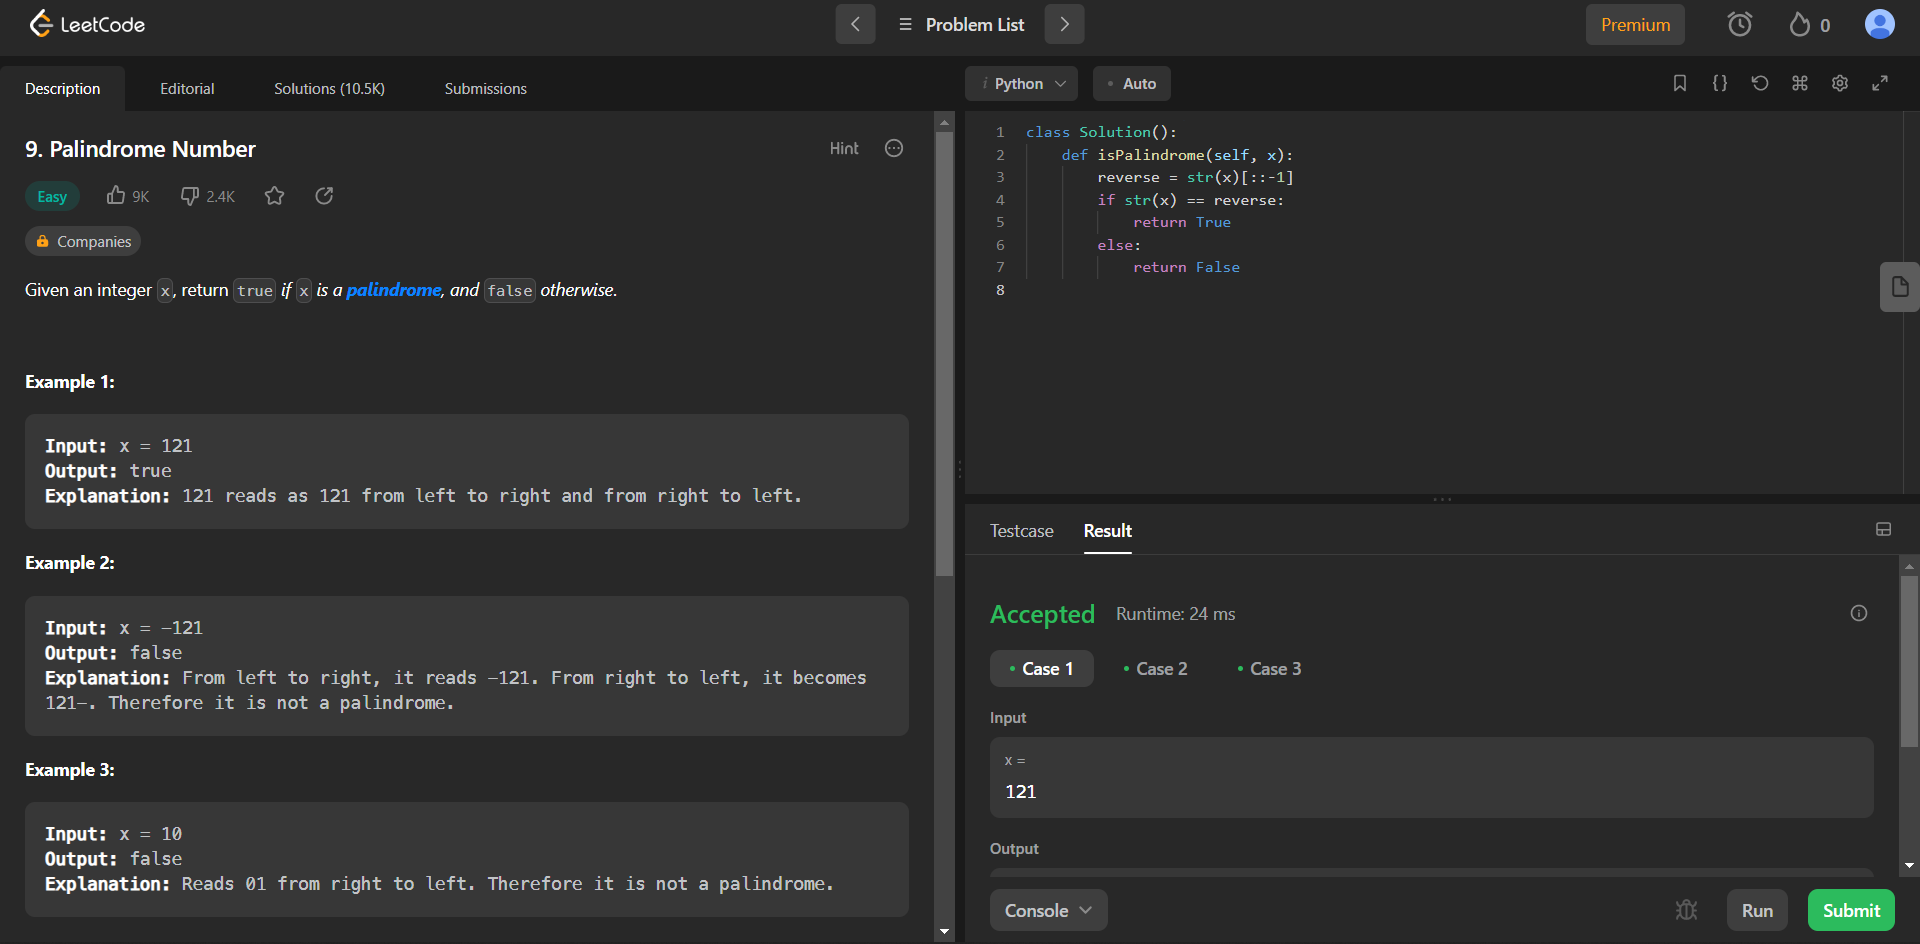 LeetCode
Problem List
Premium
0
Description
Editorial
Solutions (10.5K)
Submissions
9. Palindrome Number
Hint
Easy
9K
2.4K
Companies
Given an integer x, return true if x is a palindrome, and false otherwise.
Example 1:
Input: x = 121
Output: true
Explanation: 121 reads as 121 from left to right and from right to left.
Example 2:
Input: x = -121
Output: false
Explanation: From left to right, it reads -121. From right to left, it becomes
121-. Therefore it is not a palindrome.
Example 3:
Input: x = 10
Output: false
Explanation: Reads 01 from right to left. Therefore it is not a palindrome.
i Python
• Auto
1 class Solution():
2     def isPalindrome(self, x):
3         reverse = str(x)[::-1]
4         if str(x) == reverse:
5             return True
6         else:
7             return False
8
Testcase
Result
Accepted
Runtime: 24 ms
• Case 1
• Case 2
• Case 3
Input
x =
121
Output
Console
Run
Submit